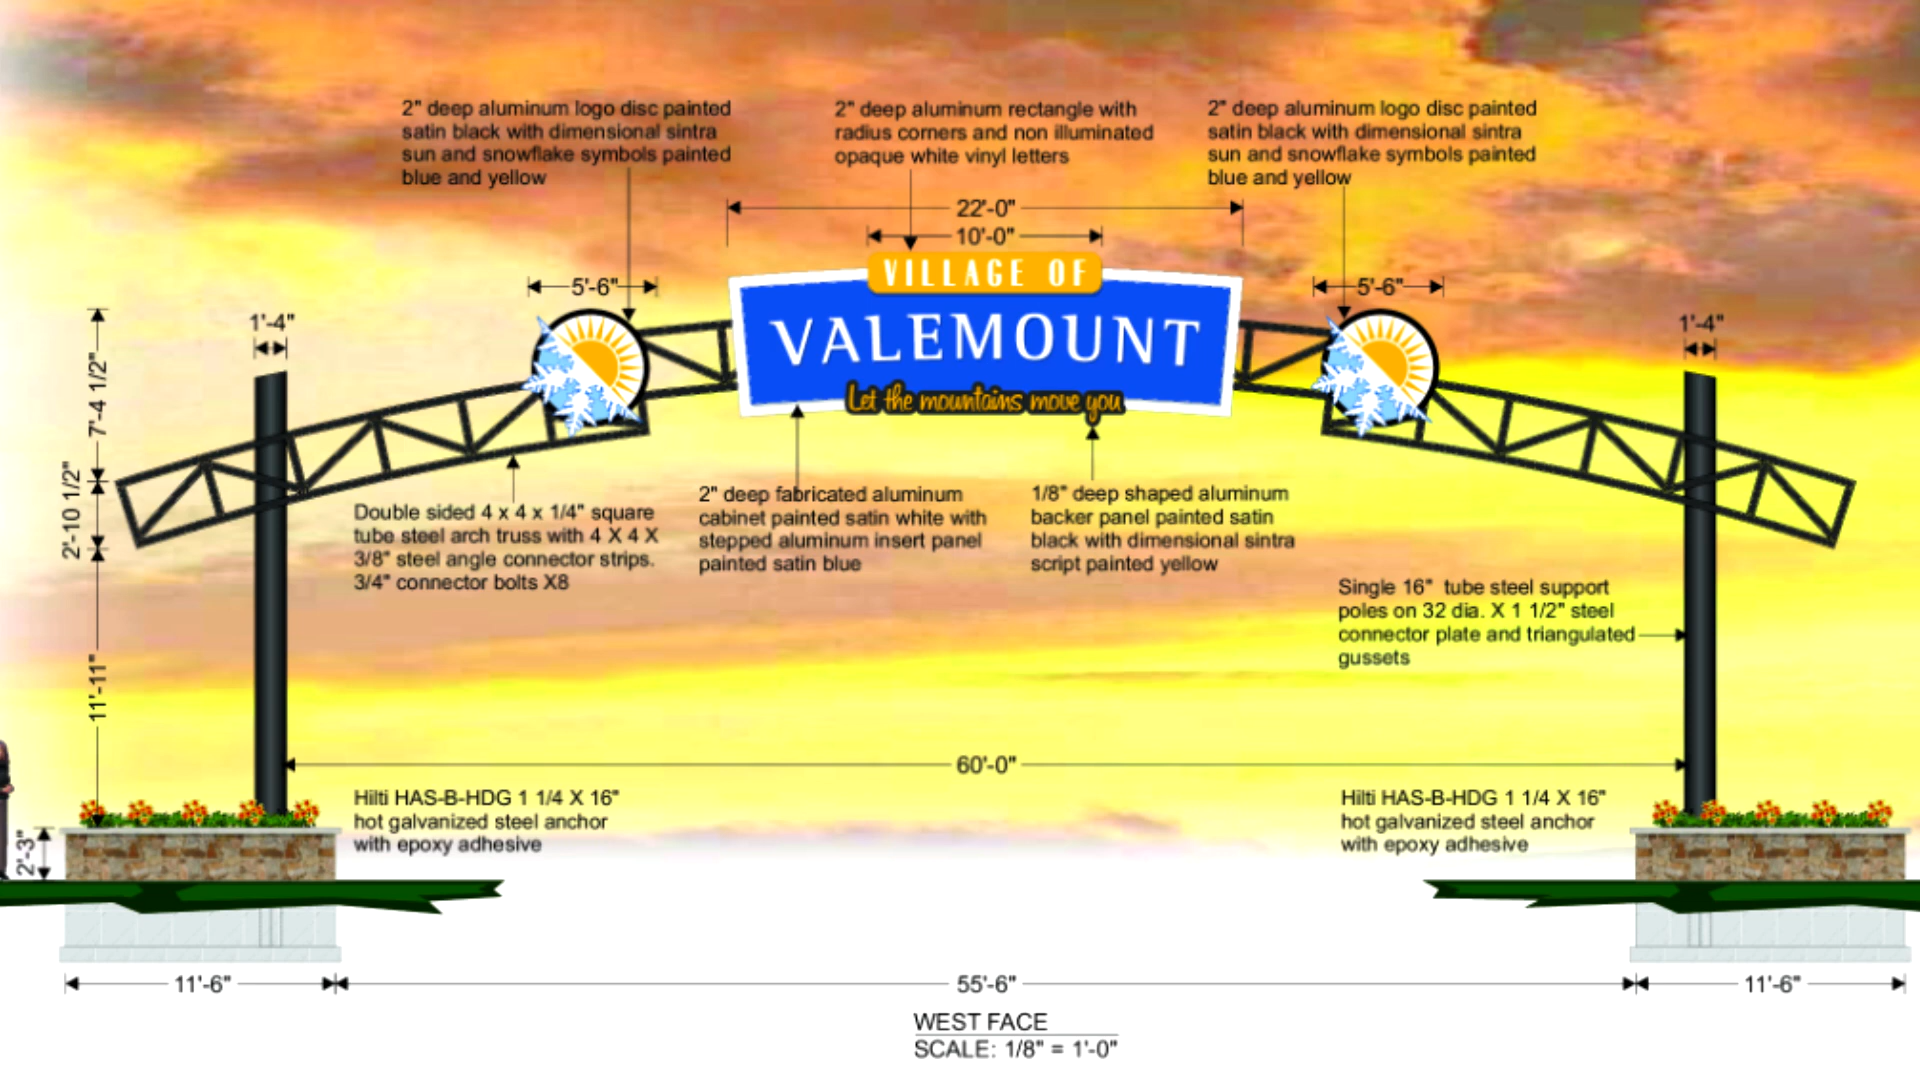 2" deep aluminum logo disc painted
satin black with dimensional sintra
sun and snowflake symbols painted
blue and yellow
2" deep aluminum rectangle with
radius corners and non illuminated
opaque white vinyl letters
2" deep aluminum logo disc painted
satin black with dimensional sintra
sun and snowflake symbols painted
blue and yellow
22'-0"
10'-0"
5'-6"
5'-6"
VILLAGE OF
VALEMOUNT
Let the mountains move you
1'-4"
1'-4"
7'-4 1/2"
2'-10 1/2"
11'-11"
2'-3"
Double sided 4 x 4 x 1/4" square
tube steel arch truss with 4 X 4 X
3/8" steel angle connector strips.
3/4" connector bolts X8
2" deep fabricated aluminum
cabinet painted satin white with
stepped aluminum insert panel
painted satin blue
1/8" deep shaped aluminum
backer panel painted satin
black with dimensional sintra
script painted yellow
Single 16" tube steel support
poles on 32 dia. X 1 1/2" steel
connector plate and triangulated
gussets
60'-0"
Hilti HAS-B-HDG 1 1/4 X 16"
hot galvanized steel anchor
with epoxy adhesive
Hilti HAS-B-HDG 1 1/4 X 16"
hot galvanized steel anchor
with epoxy adhesive
11'-6"
55'-6"
11'-6"
WEST FACE
SCALE: 1/8" = 1'-0"